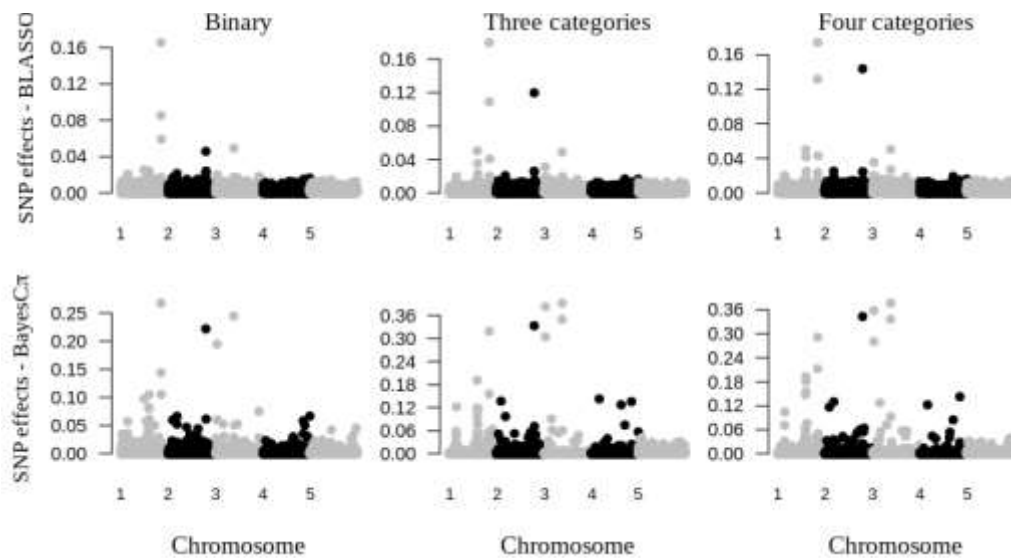 Binary
Three categories
Four categories
SNP effects - BLASSO
0.16
0.12
0.08
0.04
0.00
1 2 3 4 5
0.16
0.12
0.08
0.04
0.00
1 2 3 4 5
0.16
0.12
0.08
0.04
0.00
1 2 3 4 5
SNP effects - BayesCπ
0.25
0.20
0.15
0.10
0.05
0.00
1 2 3 4 5
0.36
0.30
0.24
0.18
0.12
0.06
0.00
1 2 3 4 5
0.36
0.30
0.24
0.18
0.12
0.06
0.00
1 2 3 4 5
Chromosome
Chromosome
Chromosome